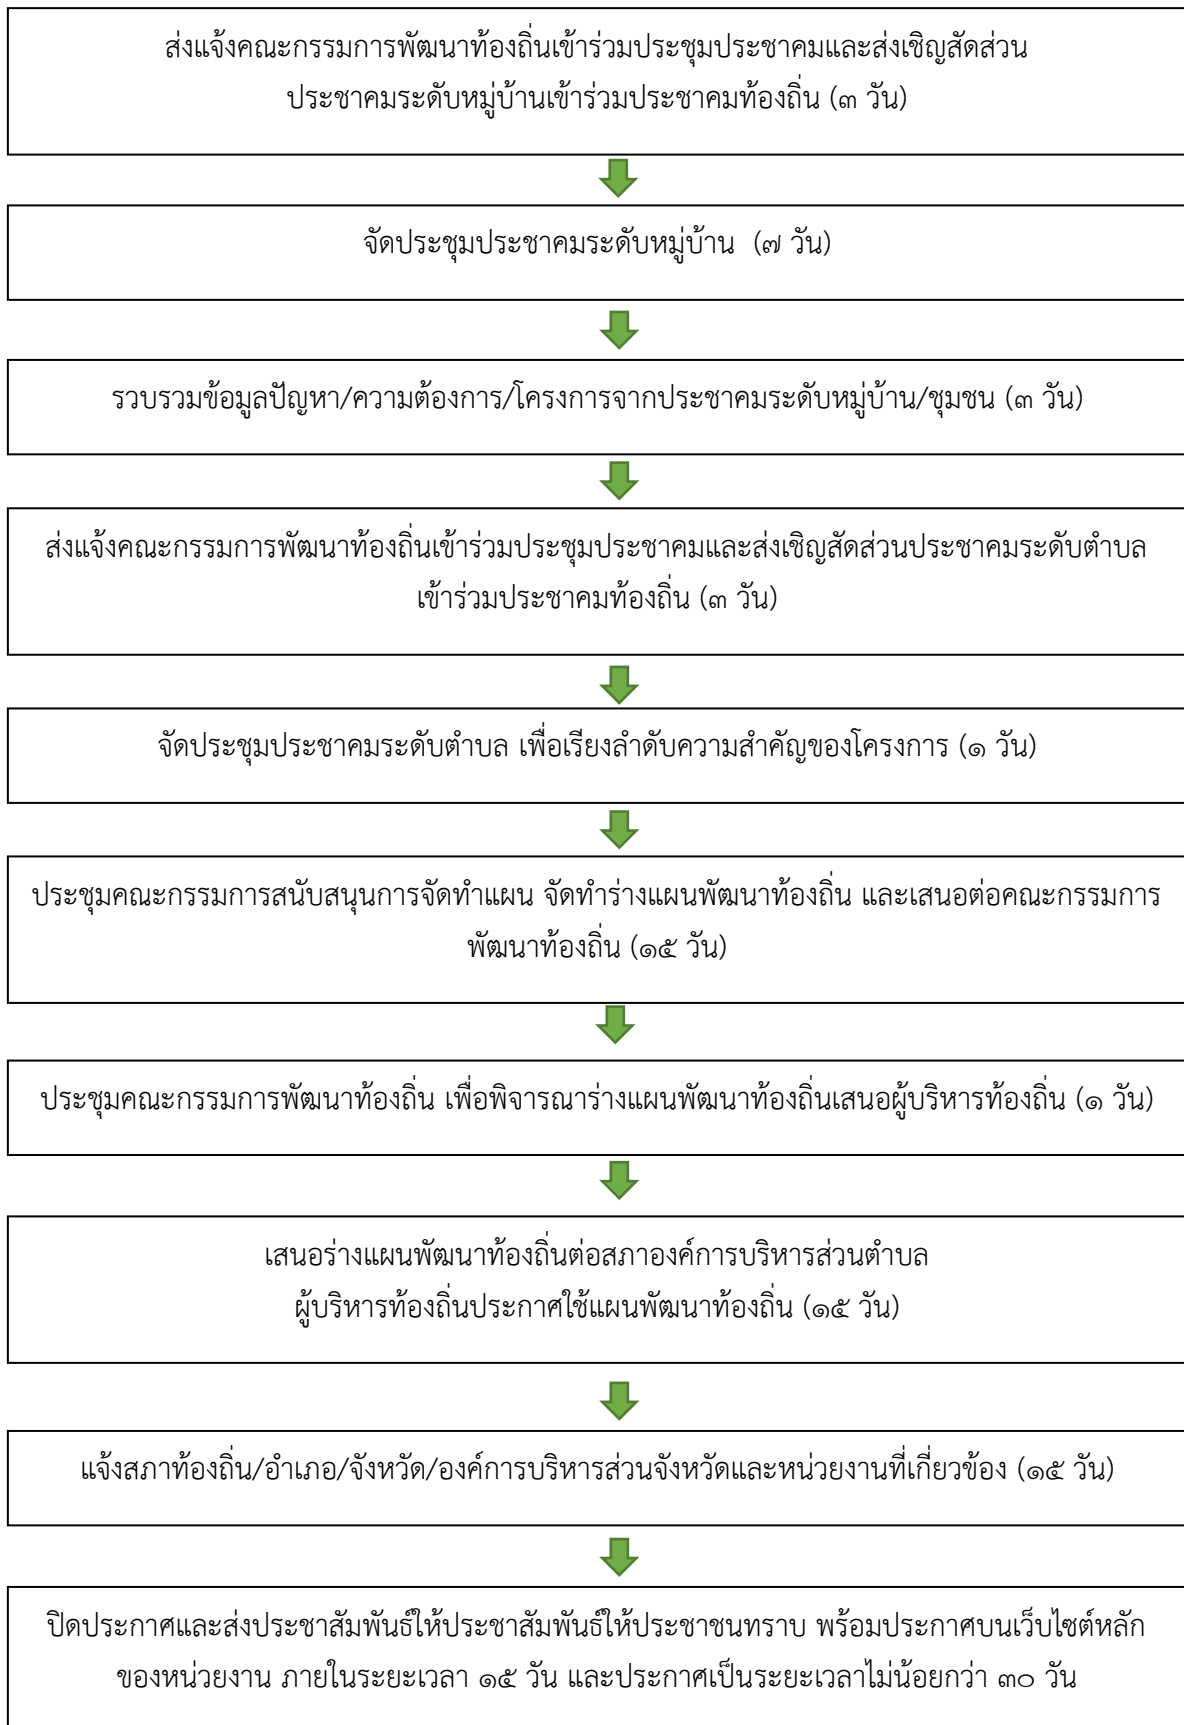 ส่งแจ้งคณะกรรมการพัฒนาท้องถิ่นเข้าร่วมประชุมประชาคมและส่งเชิญสัดส่วน
ประชาคมระดับหมู่บ้านเข้าร่วมประชาคมท้องถิ่น (๓ วัน)
จัดประชุมประชาคมระดับหมู่บ้าน (๗ วัน)
รวบรวมข้อมูลปัญหา/ความต้องการ/โครงการจากประชาคมระดับหมู่บ้าน/ชุมชน (๓ วัน)
ส่งแจ้งคณะกรรมการพัฒนาท้องถิ่นเข้าร่วมประชุมประชาคมและส่งเชิญสัดส่วนประชาคมระดับตำบล
เข้าร่วมประชาคมท้องถิ่น (๓ วัน)
จัดประชุมประชาคมระดับตำบล เพื่อเรียงลำดับความสำคัญของโครงการ (๑ วัน)
ประชุมคณะกรรมการสนับสนุนการจัดทำแผน จัดทำร่างแผนพัฒนาท้องถิ่น และเสนอต่อคณะกรรมการ
พัฒนาท้องถิ่น (๑๕ วัน)
ประชุมคณะกรรมการพัฒนาท้องถิ่น เพื่อพิจารณาร่างแผนพัฒนาท้องถิ่นเสนอผู้บริหารท้องถิ่น (๑ วัน)
เสนอร่างแผนพัฒนาท้องถิ่นต่อสภาองค์การบริหารส่วนตำบล
ผู้บริหารท้องถิ่นประกาศใช้แผนพัฒนาท้องถิ่น (๑๕ วัน)
แจ้งสภาท้องถิ่น/อำเภอ/จังหวัด/องค์การบริหารส่วนจังหวัดและหน่วยงานที่เกี่ยวข้อง (๑๕ วัน)
ปิดประกาศและส่งประชาสัมพันธ์ให้ประชาสัมพันธ์ให้ประชาชนทราบ พร้อมประกาศบนเว็บไซต์หลัก
ของหน่วยงาน ภายในระยะเวลา ๑๕ วัน และประกาศเป็นระยะเวลาไม่น้อยกว่า ๓๐ วัน